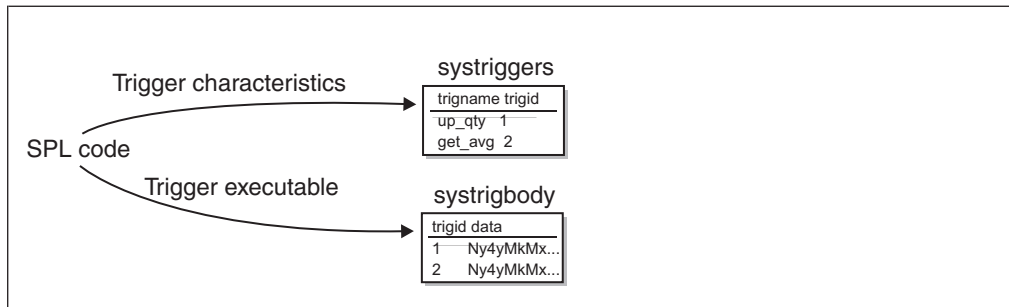 systriggers
Trigger characteristics
trigname trigid
up_qty 1
get_avg 2
SPL code
Trigger executable
systrigbody
trigid data
1 Ny4yMkMx...
2 Ny4yMkMx...